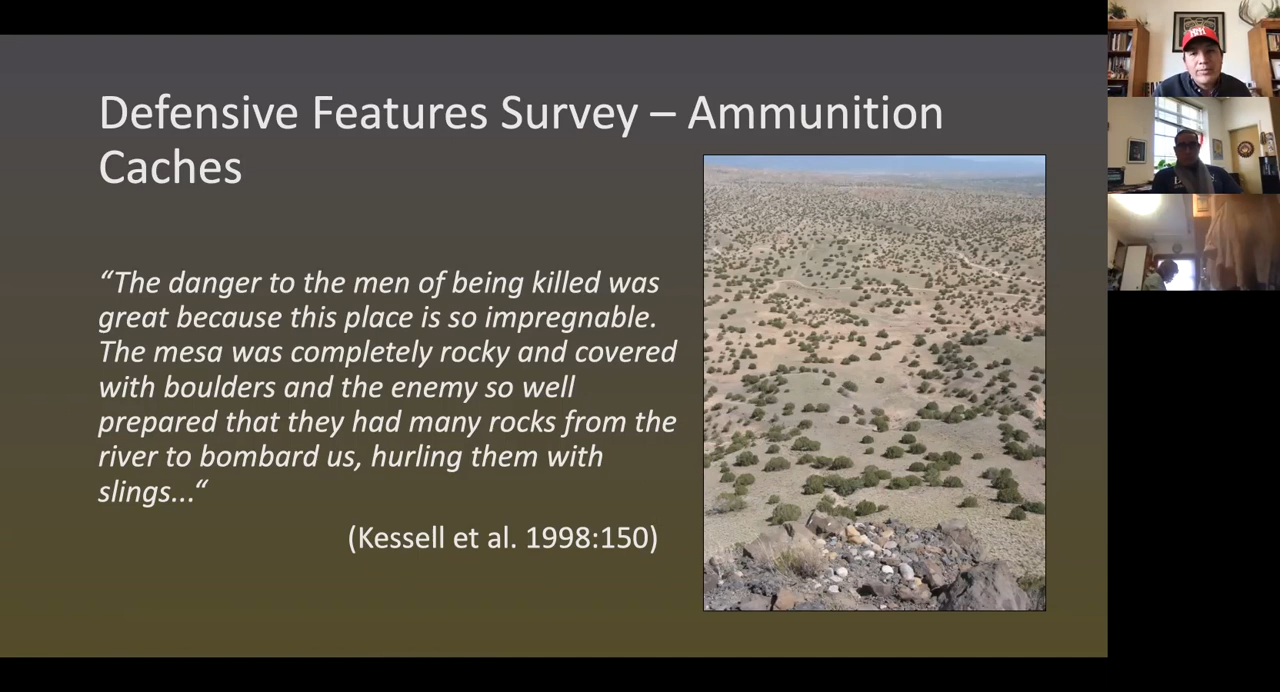 Defensive Features Survey – Ammunition
Caches
“The danger to the men of being killed was
great because this place is so impregnable.
The mesa was completely rocky and covered
with boulders and the enemy so well
prepared that they had many rocks from the
river to bombard us, hurling them with
slings...“
(Kessell et al. 1998:150)